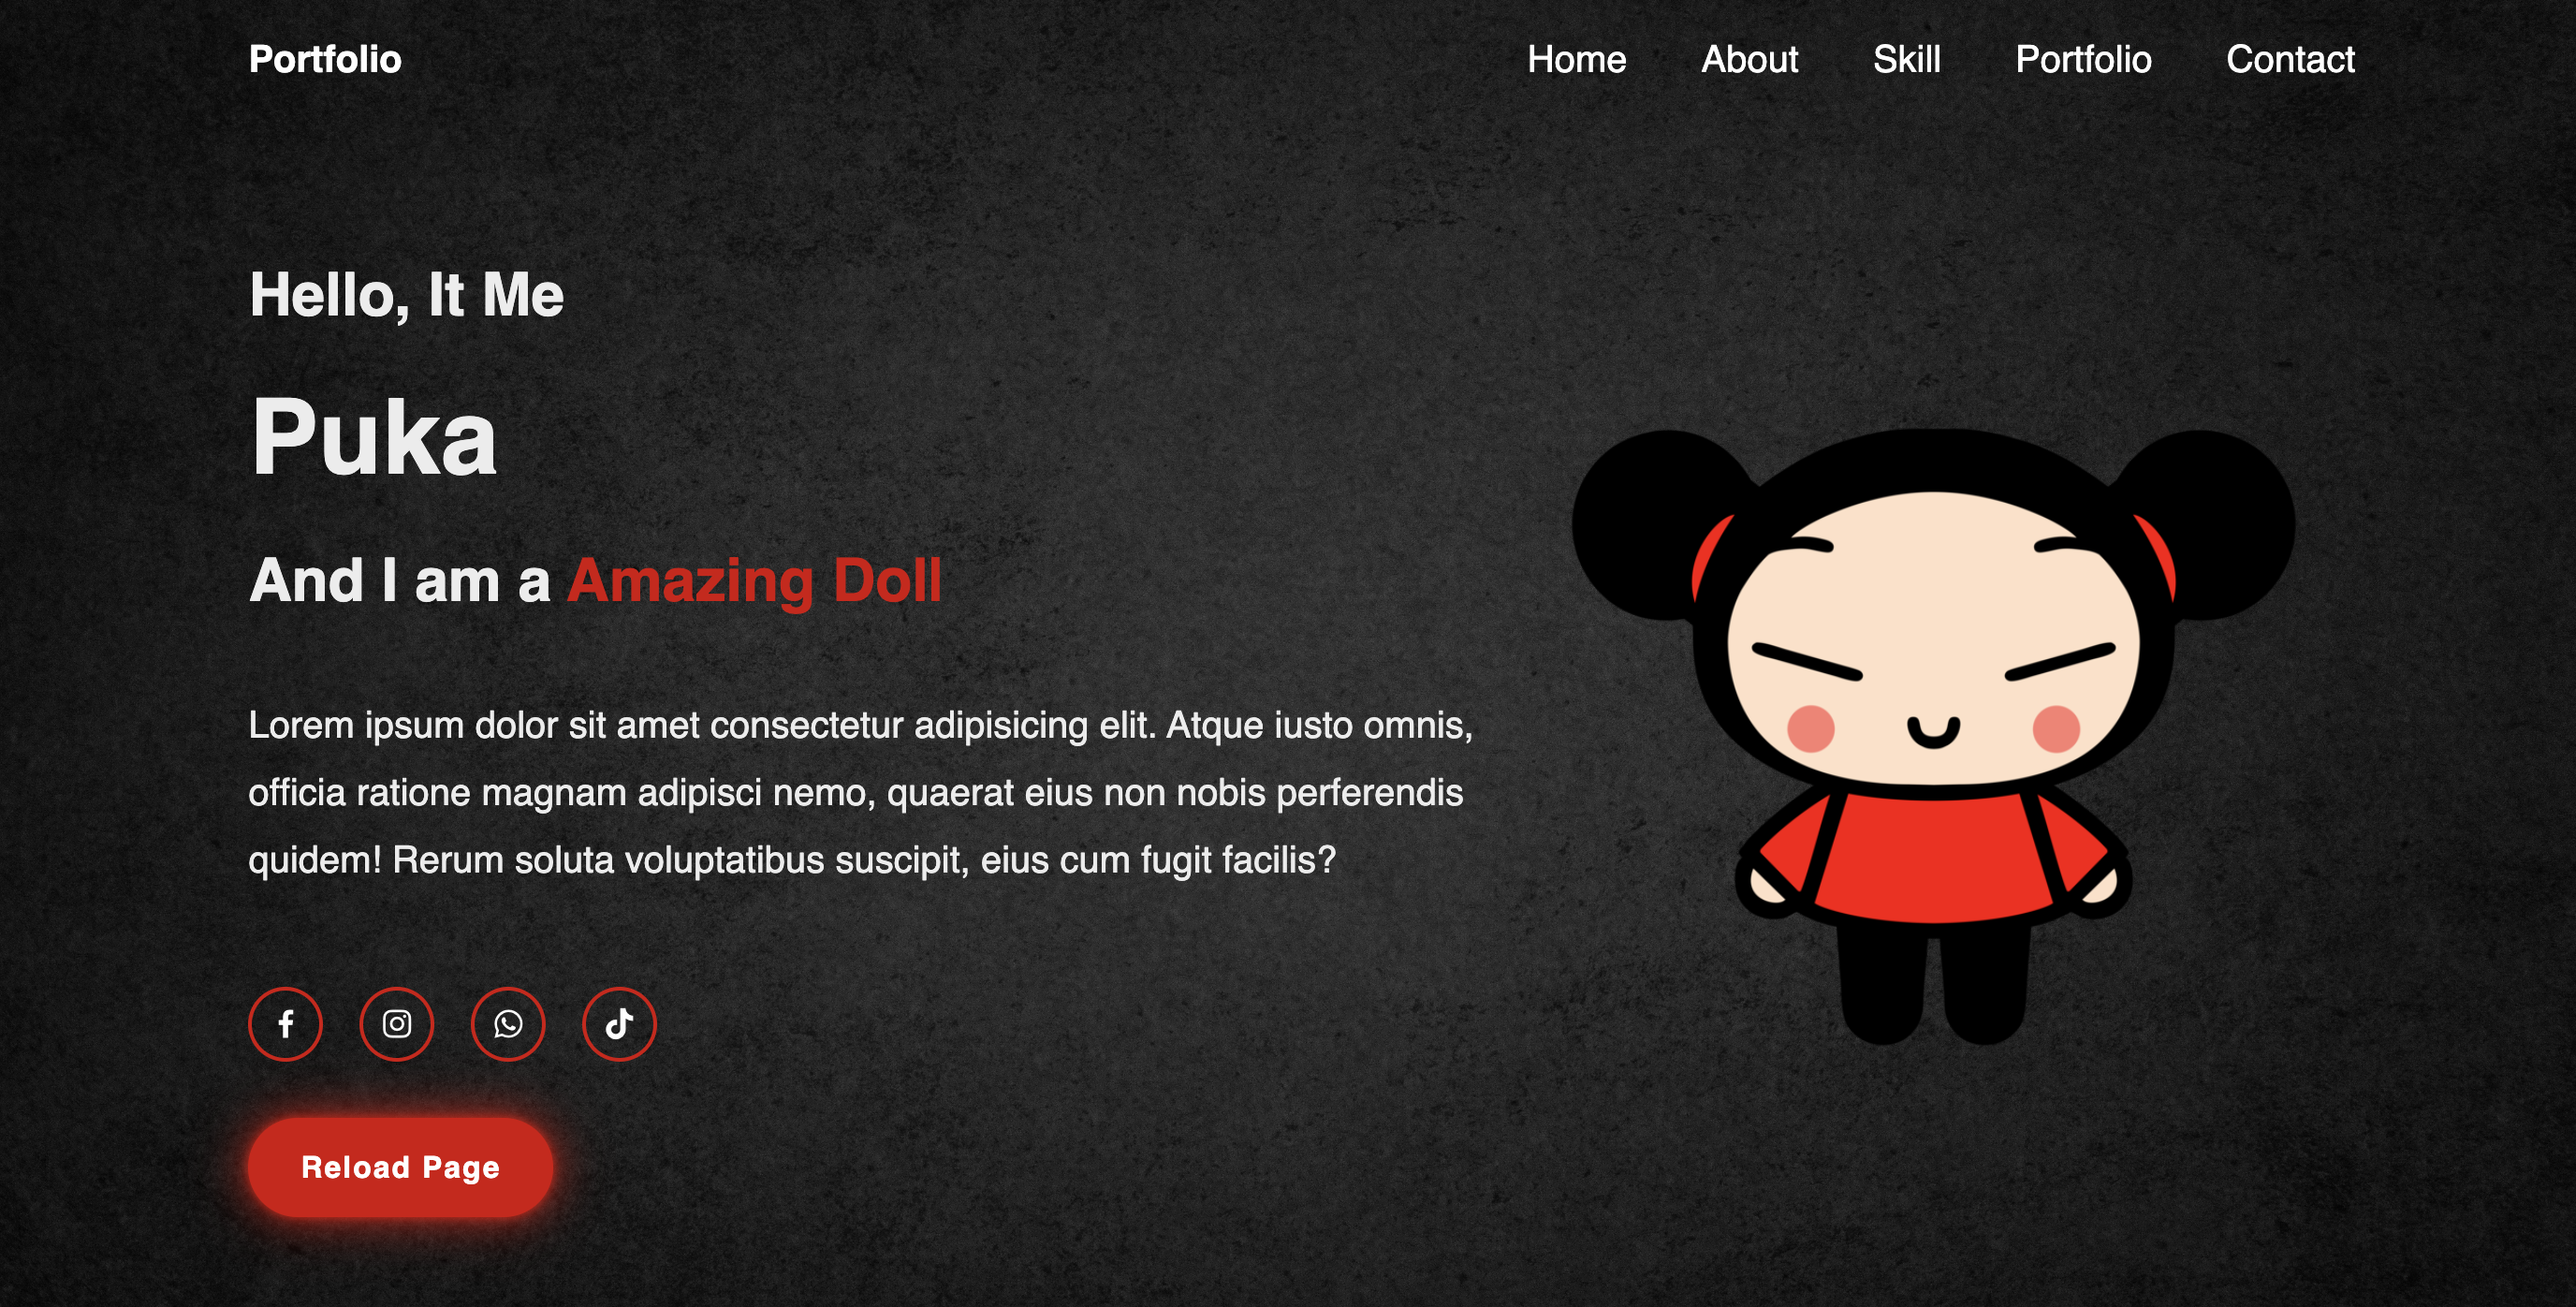 Portfolio
Home About Skill Portfolio Contact
Hello, It Me
Puka
And I am a Amazing Doll
Lorem ipsum dolor sit amet consectetur adipisicing elit. Atque iusto omnis,
officia ratione magnam adipisci nemo, quaerat eius non nobis perferendis
quidem! Rerum soluta voluptatibus suscipit, eius cum fugit facilis?
Reload Page